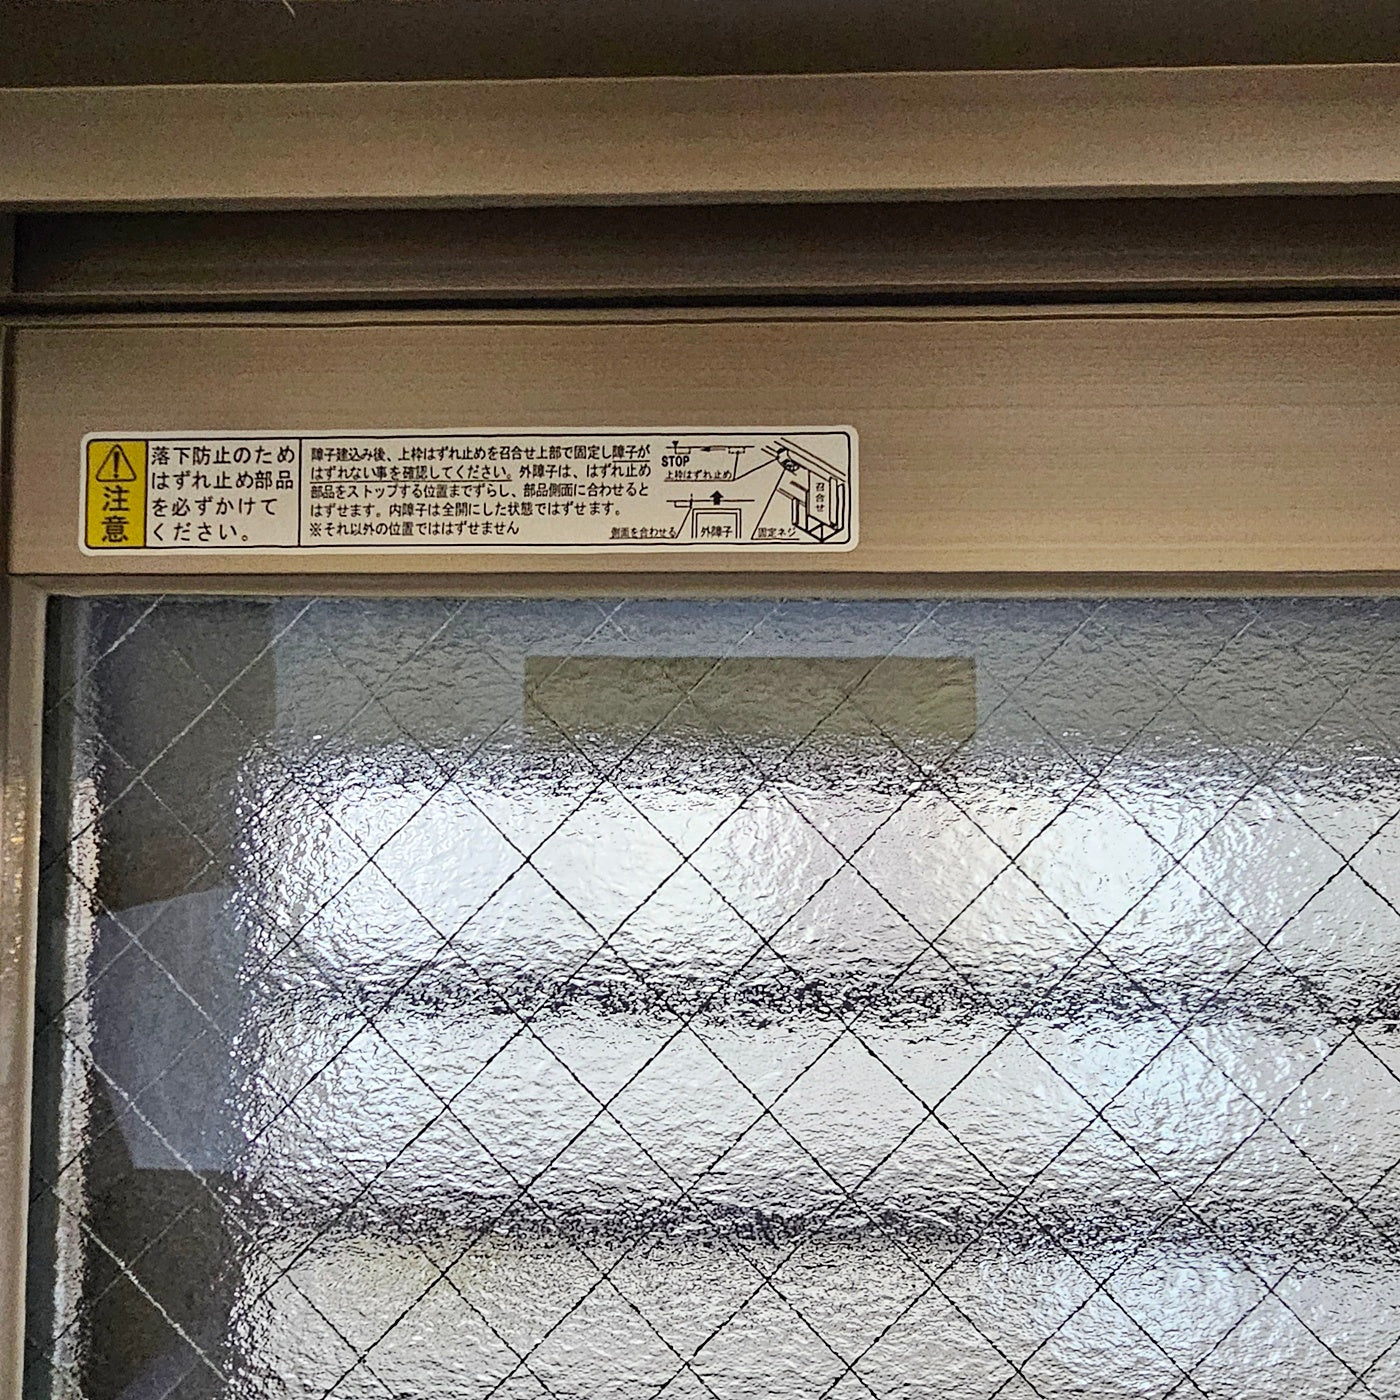 注意
落下防止のため
はずれ止め部品
を必ずかけて
ください。
障子建込み後、上枠はずれ止めを召合せ上部で固定し障子が
はずれない事を確認してください。外障子は、はずれ止め
部品をストップする位置までずらし、部品側面に合わせると
はずせます。内障子は全開にした状態ではずせます。
※それ以外の位置でははずせません
STOP
上枠はずれ止め
召合せ
側面を合わせる
外障子
固定ネジ